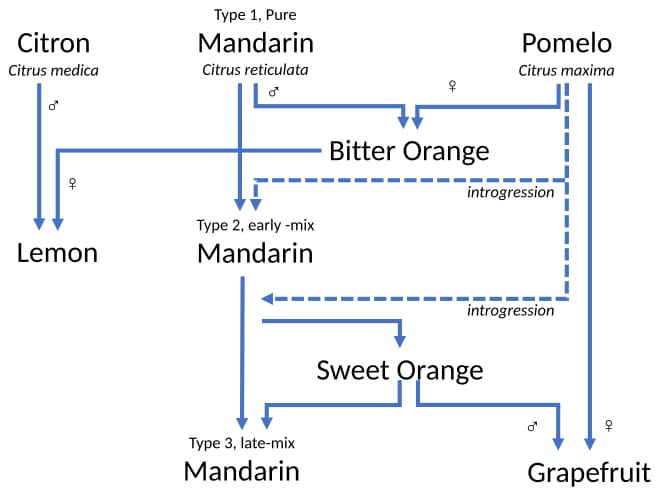 Type 1, Pure
Citron
Mandarin
Pomelo
Citrus medica
Citrus reticulata
Citrus maxima
♂
♂
♀
Bitter Orange
♀
introgression
Type 2, early -mix
Lemon
Mandarin
introgression
Sweet Orange
♂
♀
Type 3, late-mix
Mandarin
Grapefruit